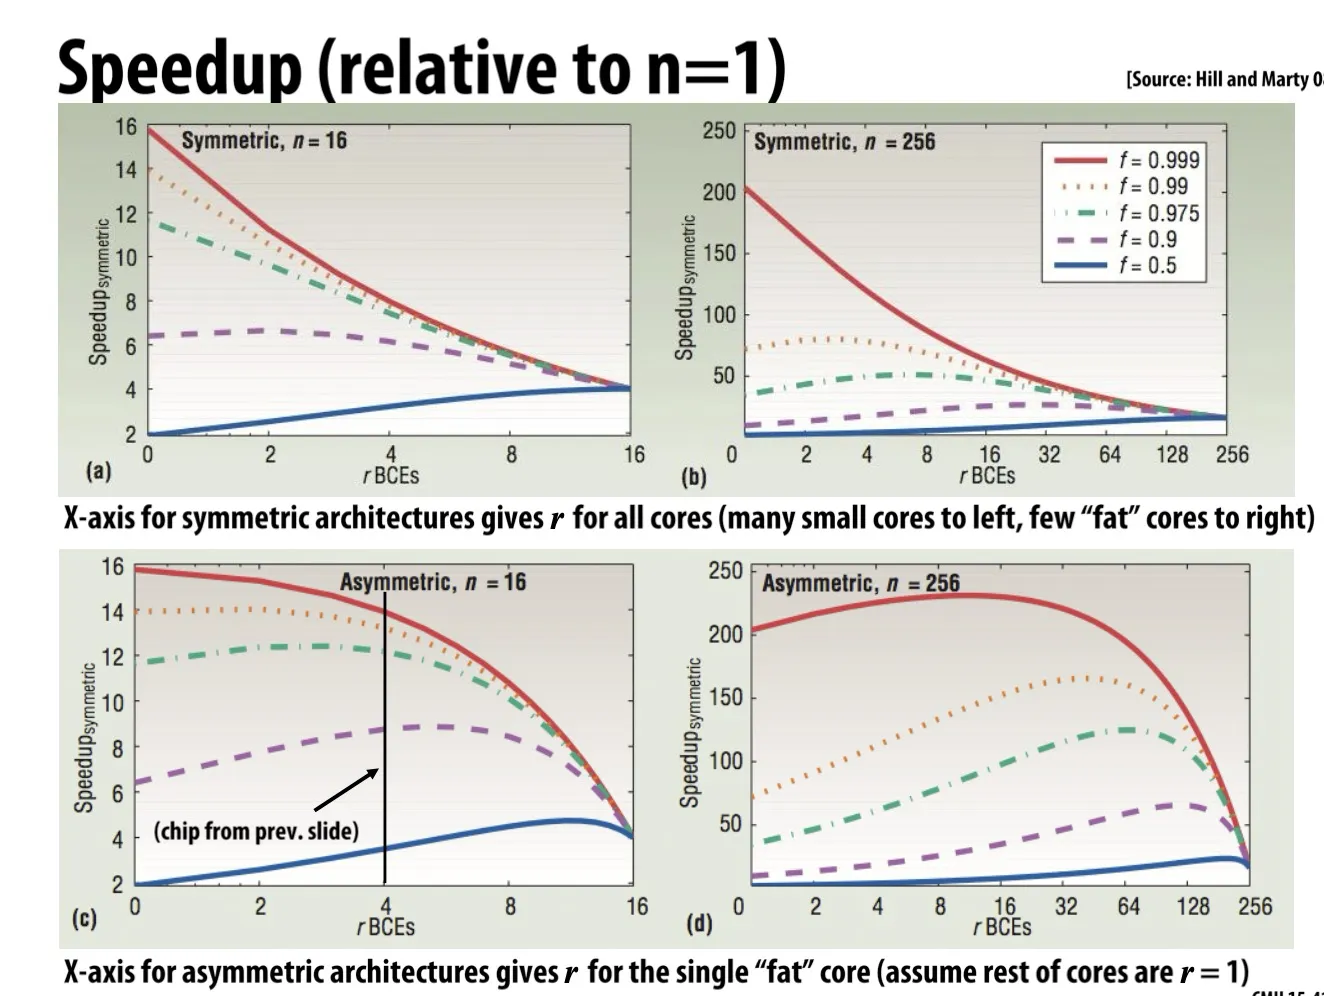 Speedup (relative to n=1)
[Source: Hill and Marty
Symmetric, n = 16
16
14
12
10
8
6
4
2
Speedup symmetric
0 2 4 8 16
r BCEs
(a)
Symmetric, n = 256
250
200
150
100
50
Speedup symmetric
f = 0.999
f = 0.99
f = 0.975
f = 0.9
f = 0.5
0 2 4 8 16 32 64 128 256
r BCEs
(b)
X-axis for symmetric architectures gives r for all cores (many small cores to left, few “fat” cores to right)
Asymmetric, n = 16
16
14
12
10
8
6
4
2
Speedup symmetric
(chip from prev. slide)
0 2 4 8 16
r BCEs
(c)
Asymmetric, n = 256
250
200
150
100
50
Speedup symmetric
0 2 4 8 16 32 64 128 256
r BCEs
(d)
X-axis for asymmetric architectures gives r for the single “fat” core (assume rest of cores are r = 1)